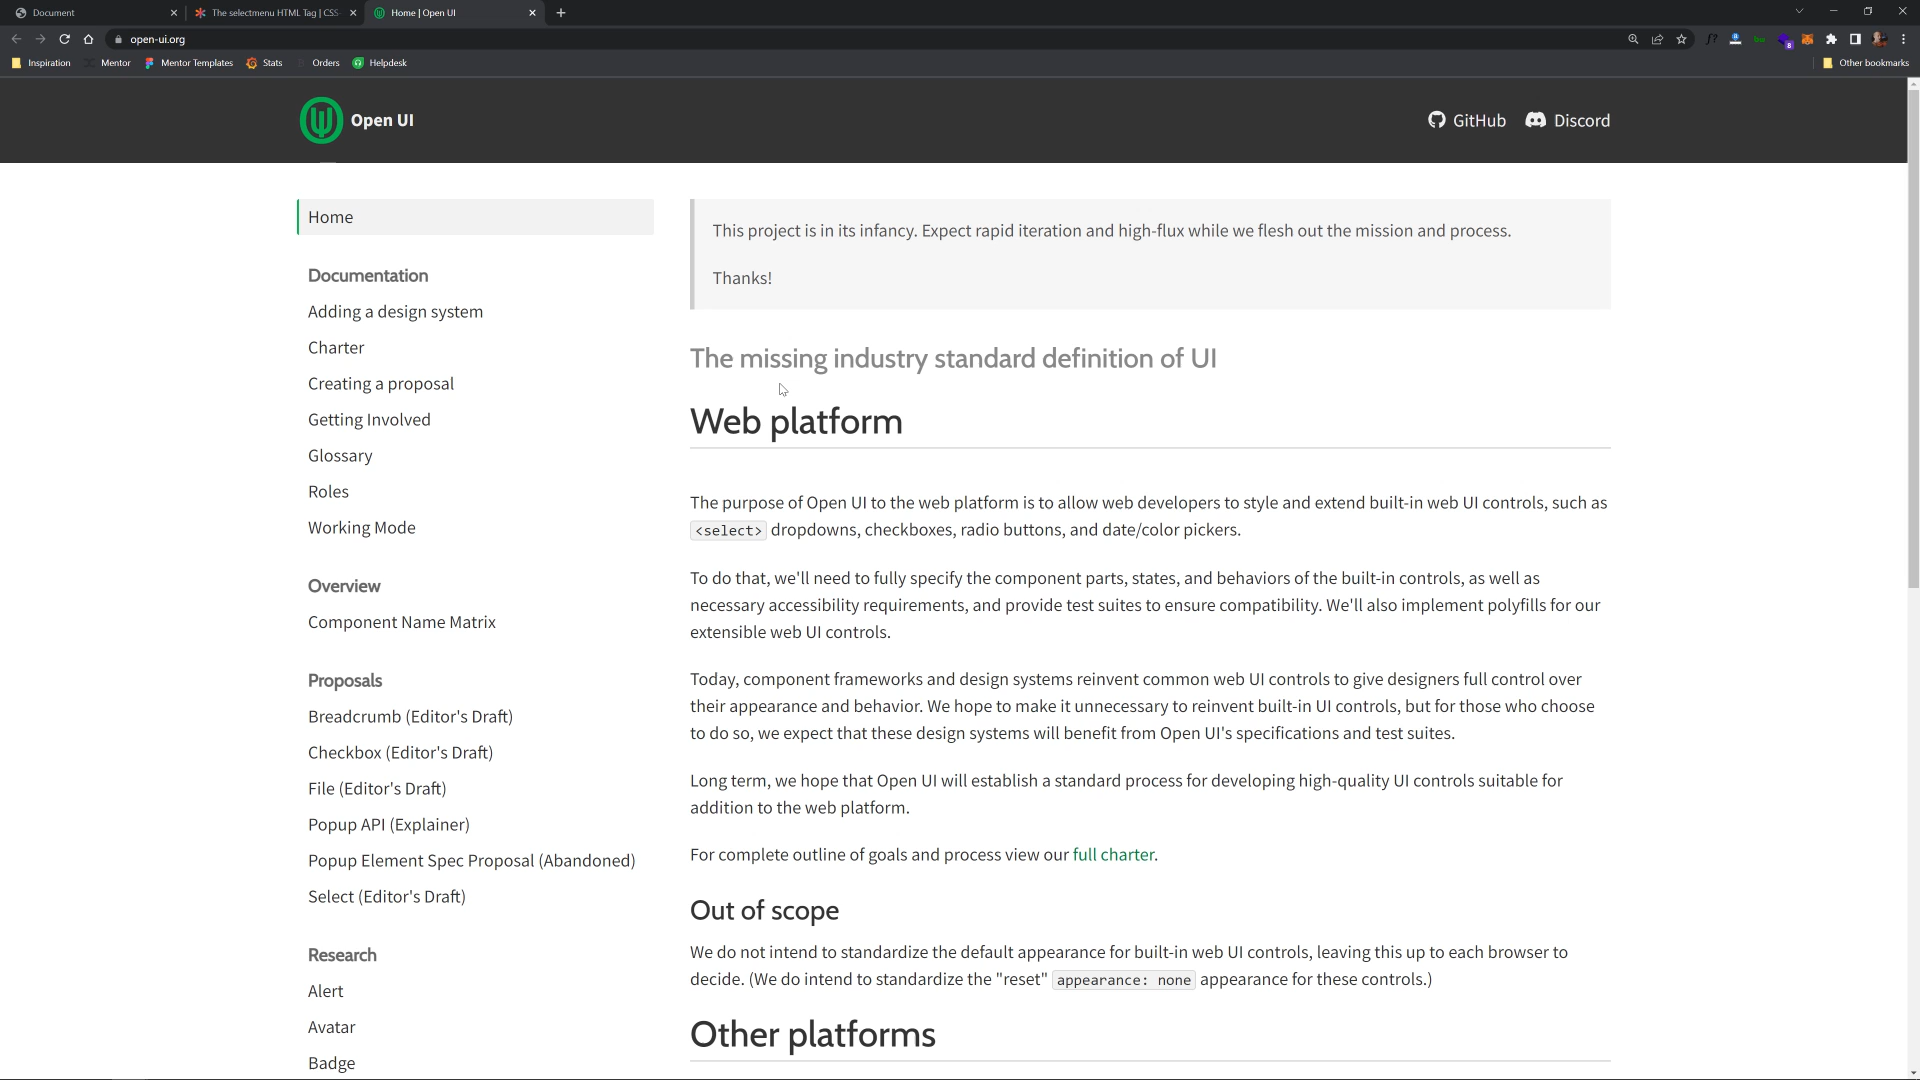 Document
The selectmenu HTML Tag | CSS-
Home | Open UI
open-ui.org
Inspiration
Mentor
Mentor Templates
Stats
Orders
Helpdesk
Other bookmarks
Open UI
GitHub
Discord
Home
Documentation
Adding a design system
Charter
Creating a proposal
Getting Involved
Glossary
Roles
Working Mode
Overview
Component Name Matrix
Proposals
Breadcrumb (Editor's Draft)
Checkbox (Editor's Draft)
File (Editor's Draft)
Popup API (Explainer)
Popup Element Spec Proposal (Abandoned)
Select (Editor's Draft)
Research
Alert
Avatar
Badge
This project is in its infancy. Expect rapid iteration and high-flux while we flesh out the mission and process.
Thanks!
The missing industry standard definition of UI
Web platform
The purpose of Open UI to the web platform is to allow web developers to style and extend built-in web UI controls, such as
<select> dropdowns, checkboxes, radio buttons, and date/color pickers.
To do that, we'll need to fully specify the component parts, states, and behaviors of the built-in controls, as well as
necessary accessibility requirements, and provide test suites to ensure compatibility. We'll also implement polyfills for our
extensible web UI controls.
Today, component frameworks and design systems reinvent common web UI controls to give designers full control over
their appearance and behavior. We hope to make it unnecessary to reinvent built-in UI controls, but for those who choose
to do so, we expect that these design systems will benefit from Open UI's specifications and test suites.
Long term, we hope that Open UI will establish a standard process for developing high-quality UI controls suitable for
addition to the web platform.
For complete outline of goals and process view our full charter.
Out of scope
We do not intend to standardize the default appearance for built-in web UI controls, leaving this up to each browser to
decide. (We do intend to standardize the "reset" appearance: none appearance for these controls.)
Other platforms